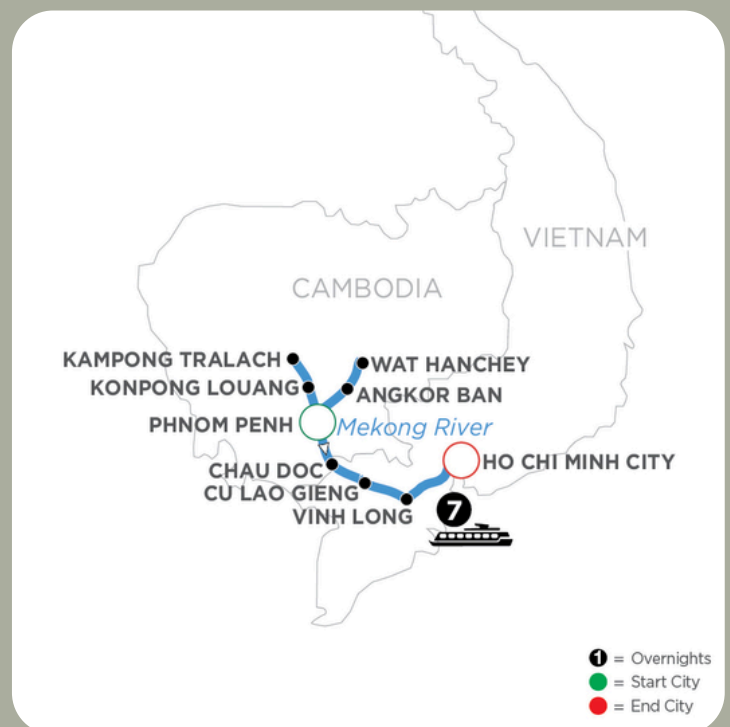 VIETNAM
CAMBODIA
KAMPONG TRALACH
WAT HANCHEY
KONPONG LOUANG
ANGKOR BAN
PHNOM PENH
Mekong River
CHAU DOC
HO CHI MINH CITY
CU LAO GIENG
VINH LONG
7
1 = Overnights
= Start City
= End City